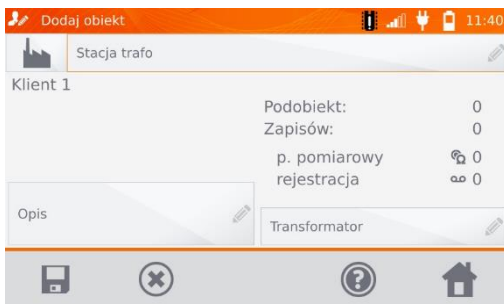 Dodaj obiekt 11:40
Stacja trafo
Klient 1
Podobiekt: 0
Zapisów: 0
p. pomiarowy 0
rejestracja 0
Opis
Transformator